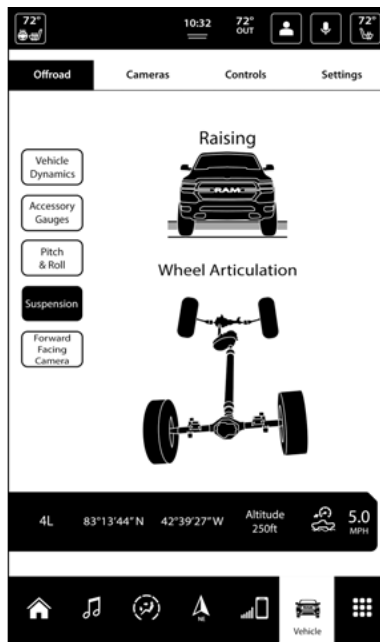 72° 10:32 72° OUT 72°
Offroad Cameras Controls Settings
Raising
RAM
Vehicle
Dynamics
Accessory
Gauges
Pitch
& Roll
Suspension
Forward
Facing
Camera
Wheel Articulation
4L 83°13'44"N 42°39'27"W Altitude 250ft 5.0 MPH
NE
Vehicle